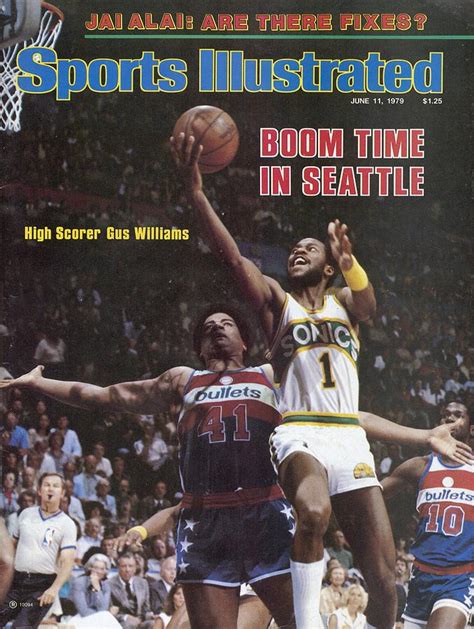 JAI ALAI: ARE THERE FIXES?
Sports Illustrated
JUNE 11, 1979 $1.25
BOOM TIME
IN SEATTLE
High Scorer Gus Williams
SONICS
1
bullets
41
bullets
10
10094